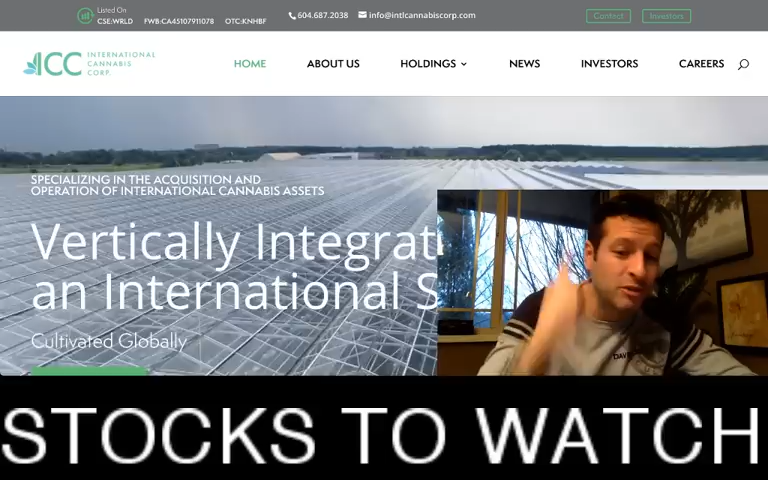 Listed On
CSE:WRLD FWB:CA45107911078 OTC:KNHBF
604.687.2038
info@intlcannabiscorp.com
Contact
Investors
ICC INTERNATIONAL
CANNABIS
CORP.
HOME
ABOUT US
HOLDINGS
NEWS
INVESTORS
CAREERS
SPECIALIZING IN THE ACQUISITION AND
OPERATION OF INTERNATIONAL CANNABIS ASSETS
Vertically Integrat
an International S
Cultivated Globally
DAV
STOCKS TO WATCH